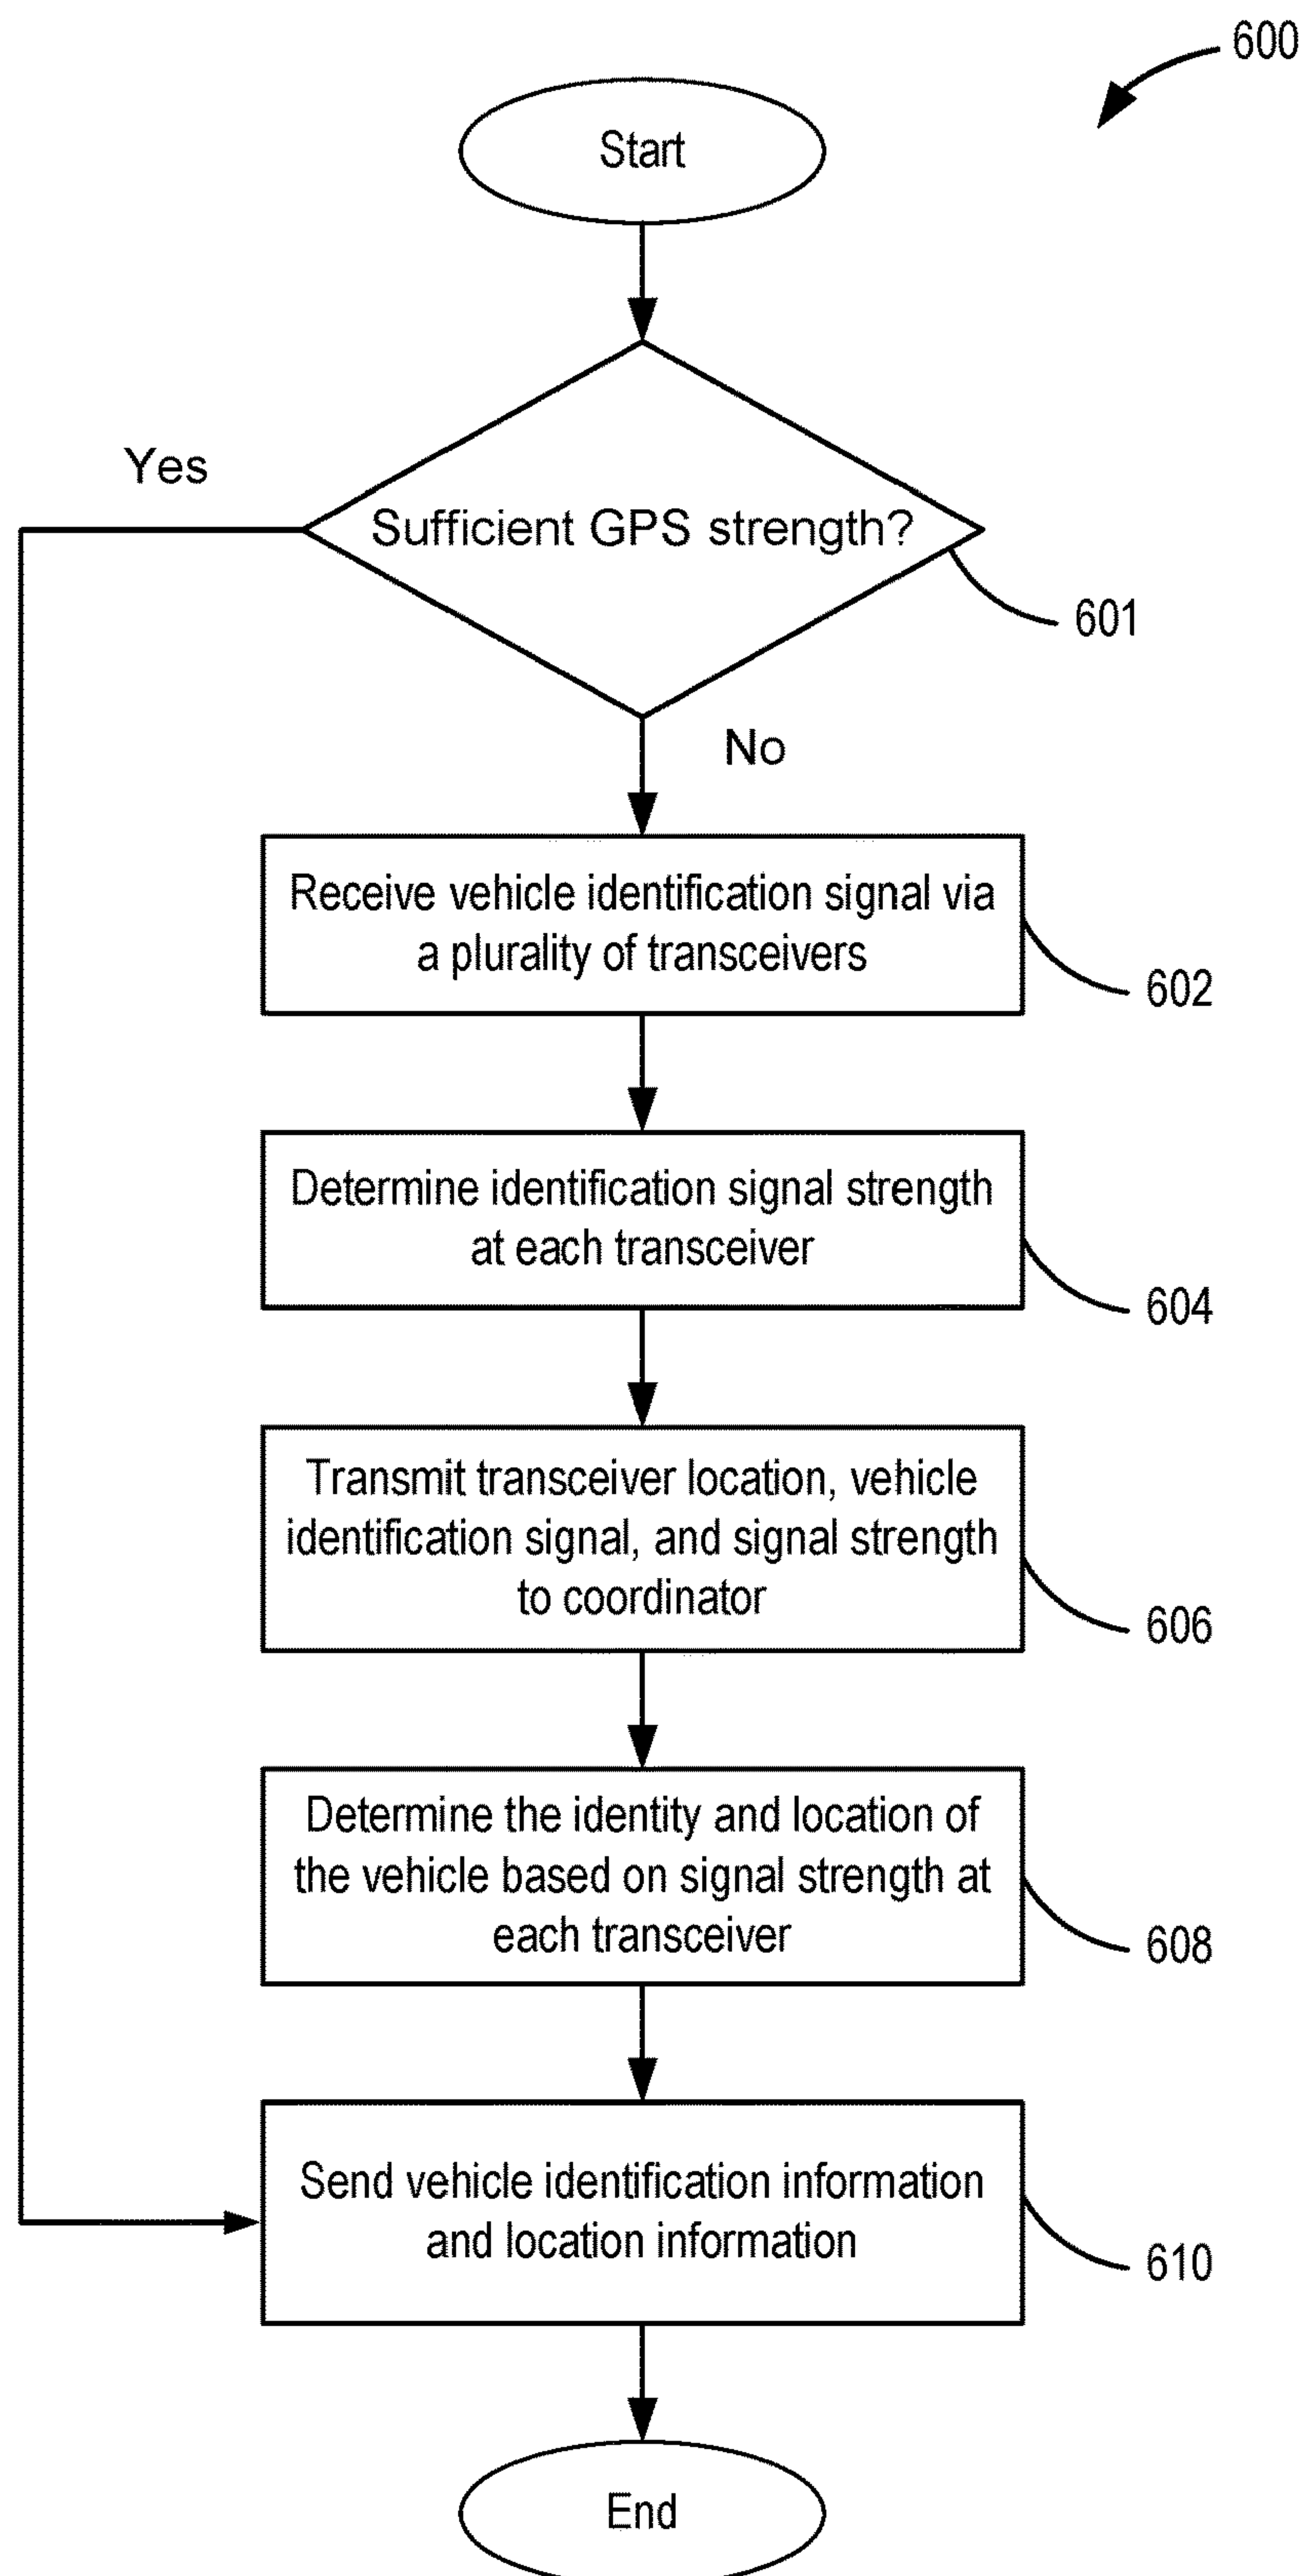 600
Start
Yes
Sufficient GPS strength?
601
No
Receive vehicle identification signal via
a plurality of transceivers
602
Determine identification signal strength
at each transceiver
604
Transmit transceiver location, vehicle
identification signal, and signal strength
to coordinator
606
Determine the identity and location of
the vehicle based on signal strength at
each transceiver
608
Send vehicle identification information
and location information
610
End